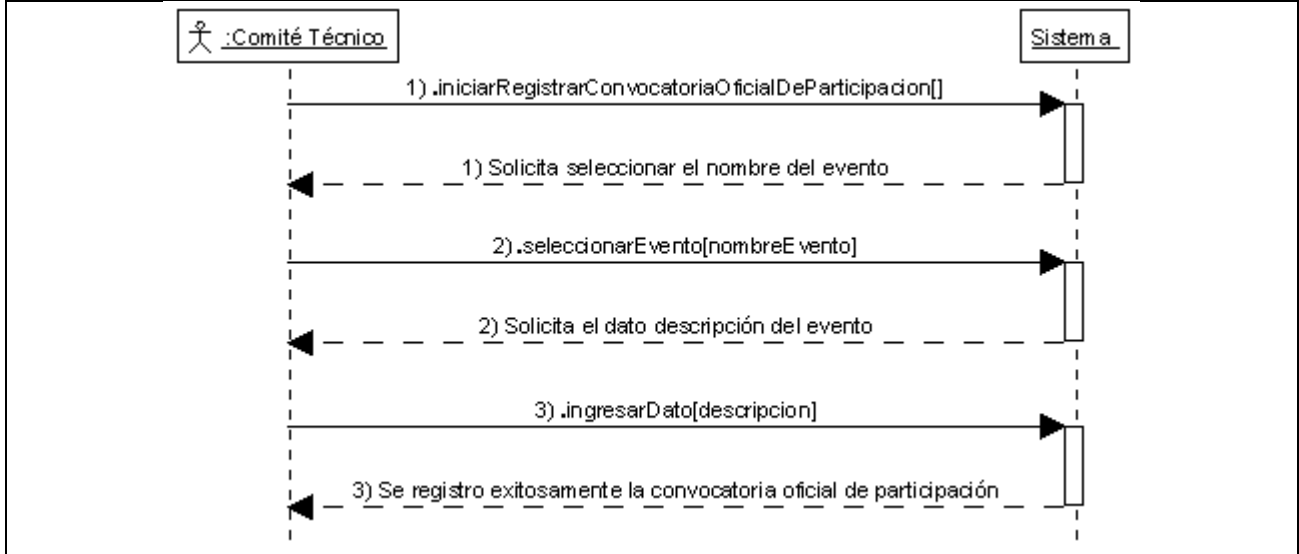 :Comité Técnico
Sistema
1) .iniciarRegistrarConvocatoriaOficialDeParticipacion[]
1) Solicita seleccionar el nombre del evento
2) .seleccionarEvento[nombreEvento]
2) Solicita el dato descripción del evento
3) .ingresarDato[descripcion]
3) Se registro exitosamente la convocatoria oficial de participación